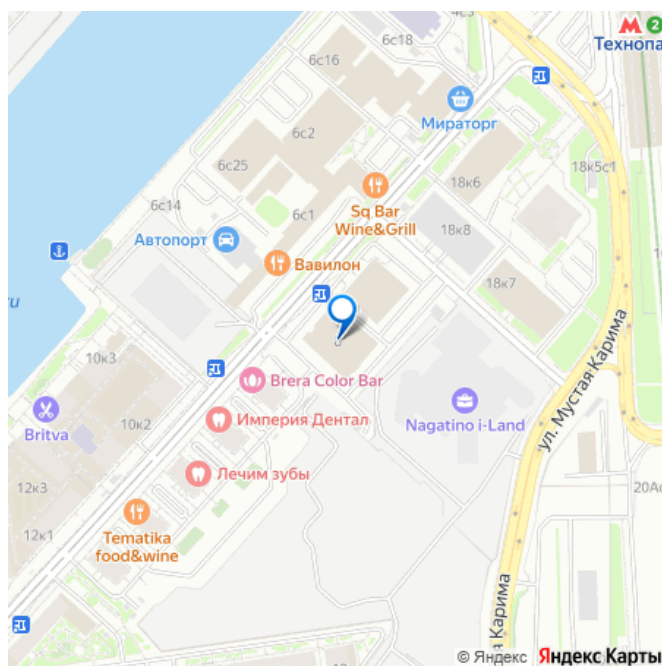 4с3
6с18
М 2
Технопа
6с16
Мираторг
6с2
18к5с1
6с25
18к6
Sq Bar
Wine&Grill
6с14
6с1
18к8
Автопорт
Вавилон
18к7
ул. Мустая Карима
10к3
Brera Color Bar
Империя Дентал
Nagatino i-Land
10к2
Britva
Лечим зубы
12к3
20А
12к1
Tematika
food&wine
Карима
© Яндекс Яндекс Карты